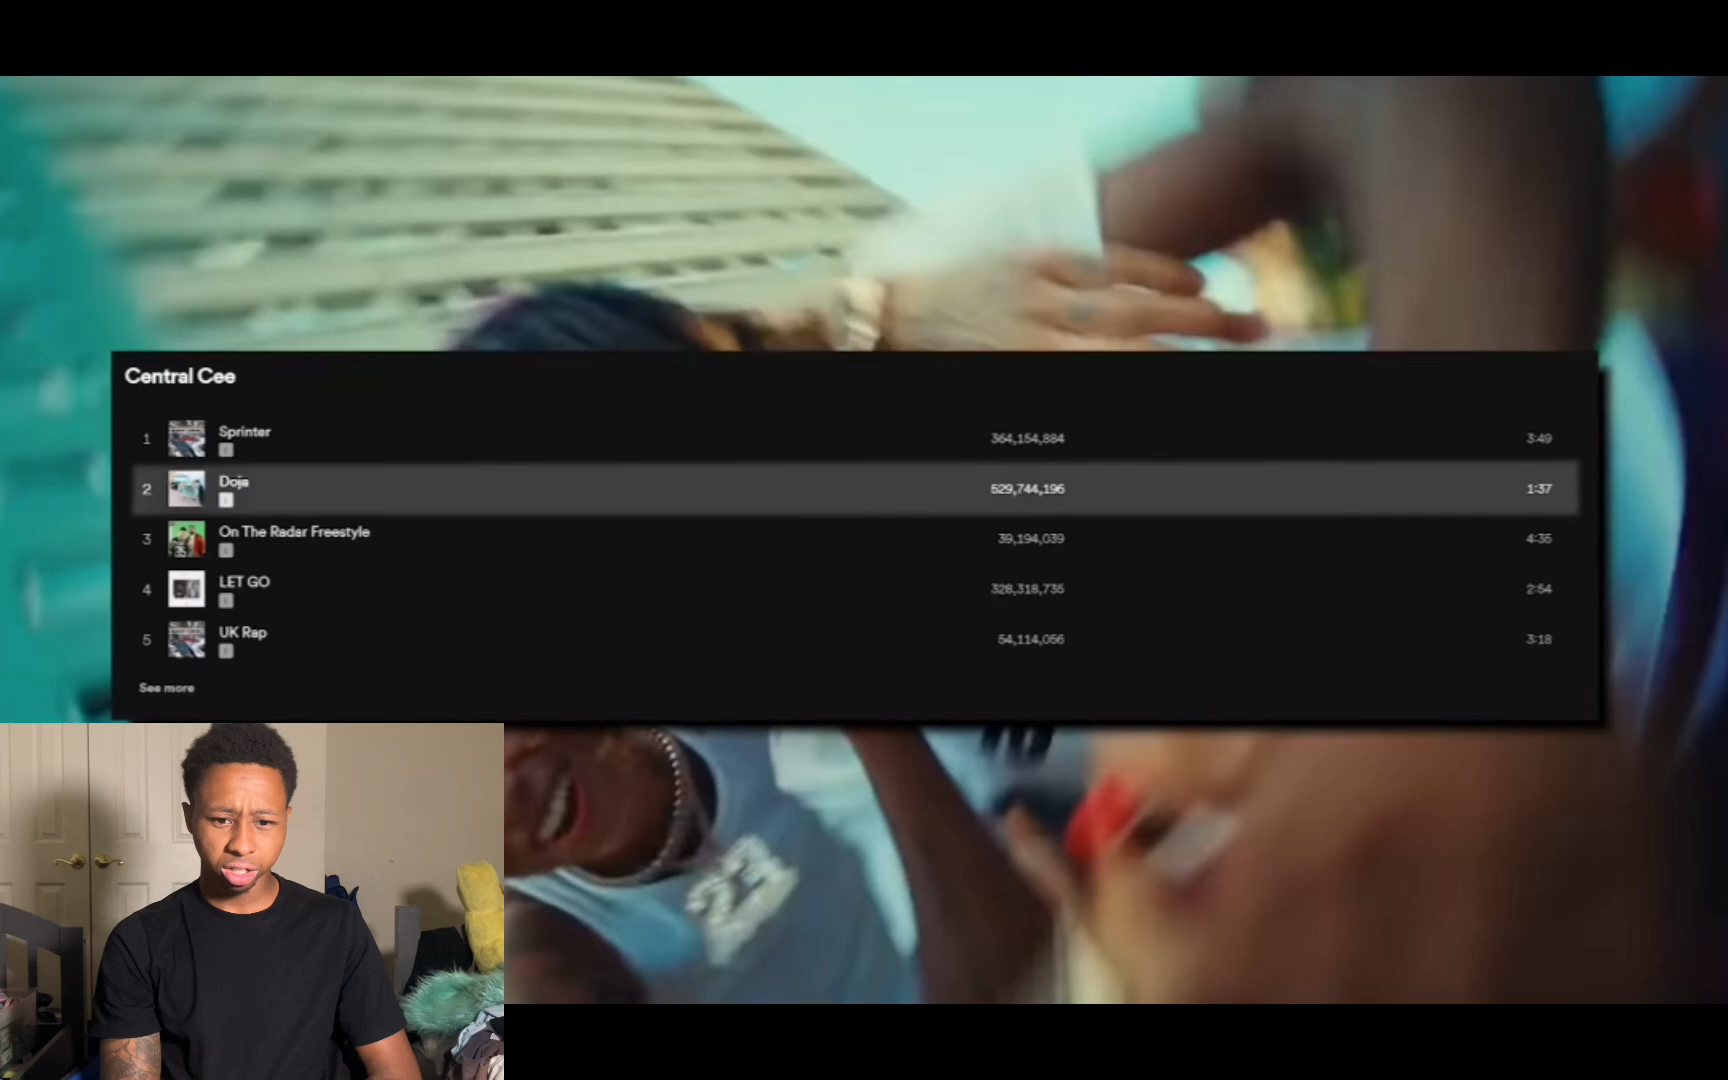 Central Cee
1 Sprinter 364,154,884 3:49
E
2 Doja 529,744,196 1:37
E
3 On The Radar Freestyle 39,194,039 4:35
E
4 LET GO 328,318,735 2:54
E
5 UK Rap 54,114,056 3:18
E
See more
23